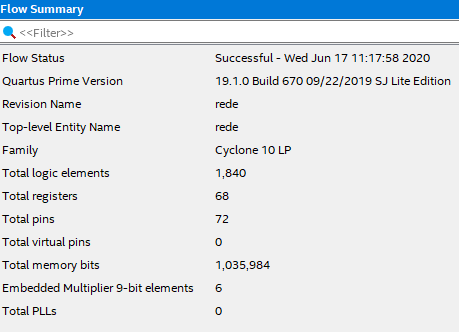 Flow Summary
<<Filter>>
Flow Status Successful - Wed Jun 17 11:17:58 2020
Quartus Prime Version 19.1.0 Build 670 09/22/2019 SJ Lite Edition
Revision Name rede
Top-level Entity Name rede
Family Cyclone 10 LP
Total logic elements 1,840
Total registers 68
Total pins 72
Total virtual pins 0
Total memory bits 1,035,984
Embedded Multiplier 9-bit elements 6
Total PLLs 0